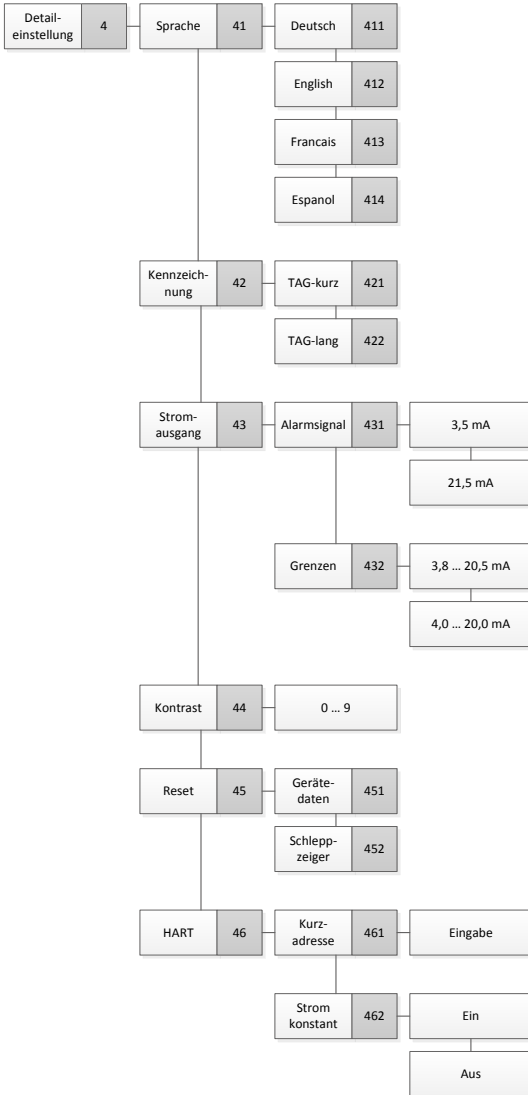 Detail-
einstellung
4
Sprache
41
Deutsch
411
English
412
Francais
413
Espanol
414
Kennzeich-
nung
42
TAG-kurz
421
TAG-lang
422
Strom-
ausgang
43
Alarmsignal
431
3,5 mA
21,5 mA
Grenzen
432
3,8 ... 20,5 mA
4,0 ... 20,0 mA
Kontrast
44
0 ... 9
Reset
45
Geräte-
daten
451
Schlepp-
zeiger
452
HART
46
Kurz-
adresse
461
Eingabe
Strom
konstant
462
Ein
Aus